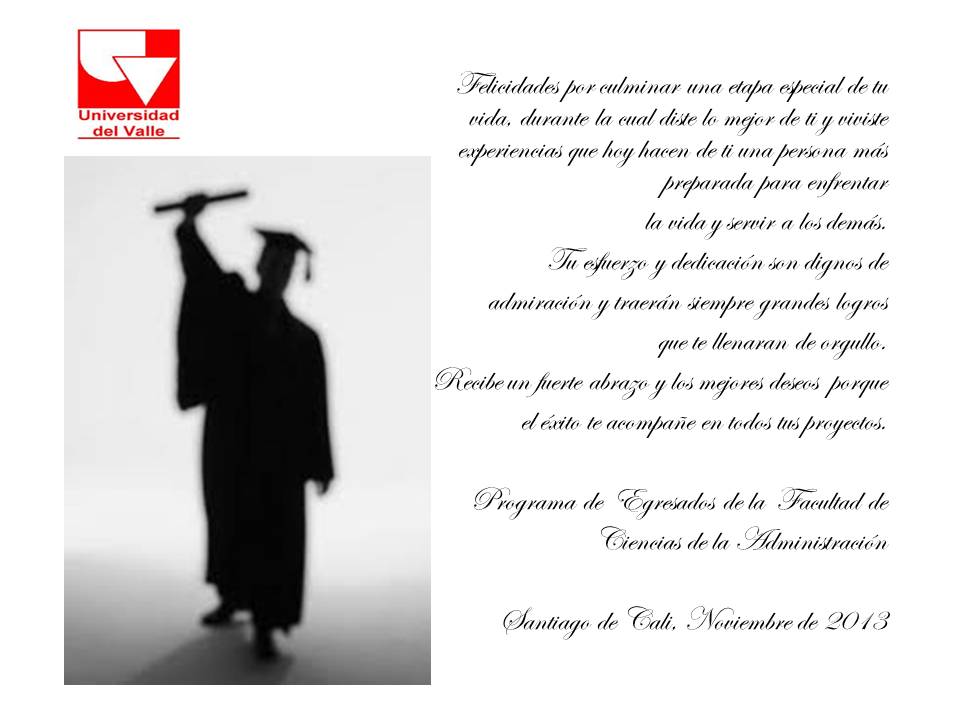 Universidad
del Valle
Felicidades por culminar una etapa especial de tu
vida, durante la cual diste lo mejor de ti y viviste
experiencias que hoy hacen de ti una persona más
preparada para enfrentar
la vida y servir a los demás.
Tu esfuerzo y dedicación son dignos de
admiración y traerán siempre grandes logros
que te llenaran de orgullo.
Recibe un fuerte abrazo y los mejores deseos porque
el éxito te acompañe en todos tus proyectos.
Programa de Egresados de la Facultad de
Ciencias de la Administración
Santiago de Cali, Noviembre de 2013